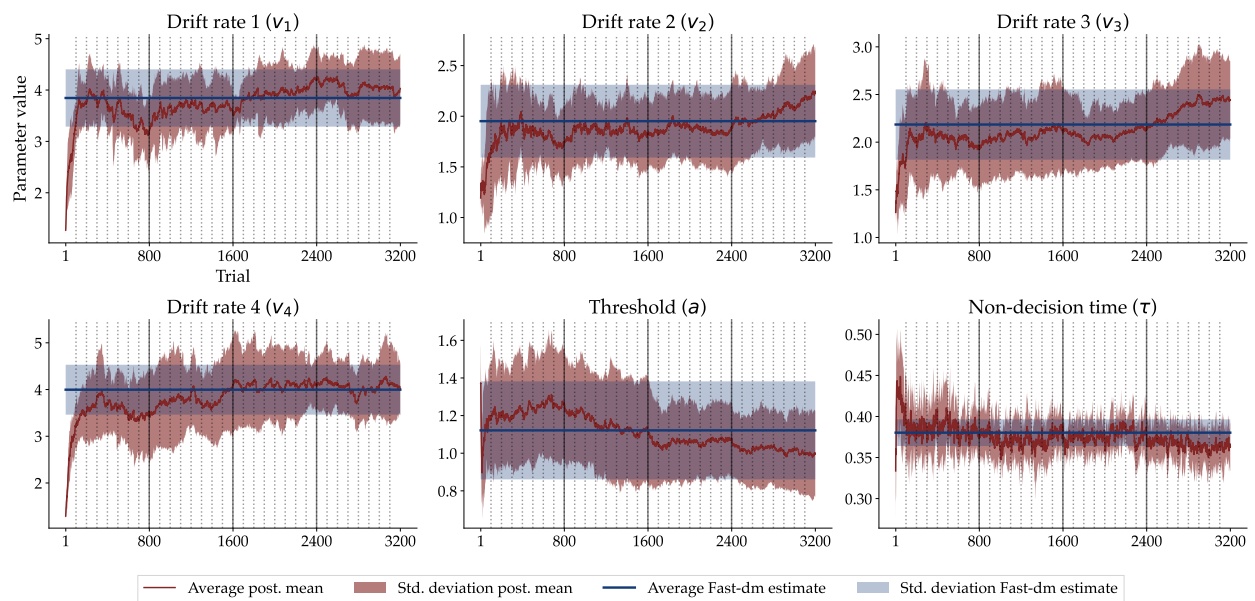 Drift rate 1 (v₁)
Drift rate 2 (v₂)
Drift rate 3 (v₃)
Parameter value
5
4
3
2
2.5
2.0
1.5
1.0
3.0
2.5
2.0
1.5
1.0
1 800 1600 2400 3200
1 800 1600 2400 3200
1 800 1600 2400 3200
Trial
Drift rate 4 (v₄)
Threshold (a)
Non-decision time (τ)
5
4
3
2
1.6
1.4
1.2
1.0
0.8
0.50
0.45
0.40
0.35
0.30
1 800 1600 2400 3200
1 800 1600 2400 3200
1 800 1600 2400 3200
Average post. mean
Std. deviation post. mean
Average Fast-dm estimate
Std. deviation Fast-dm estimate